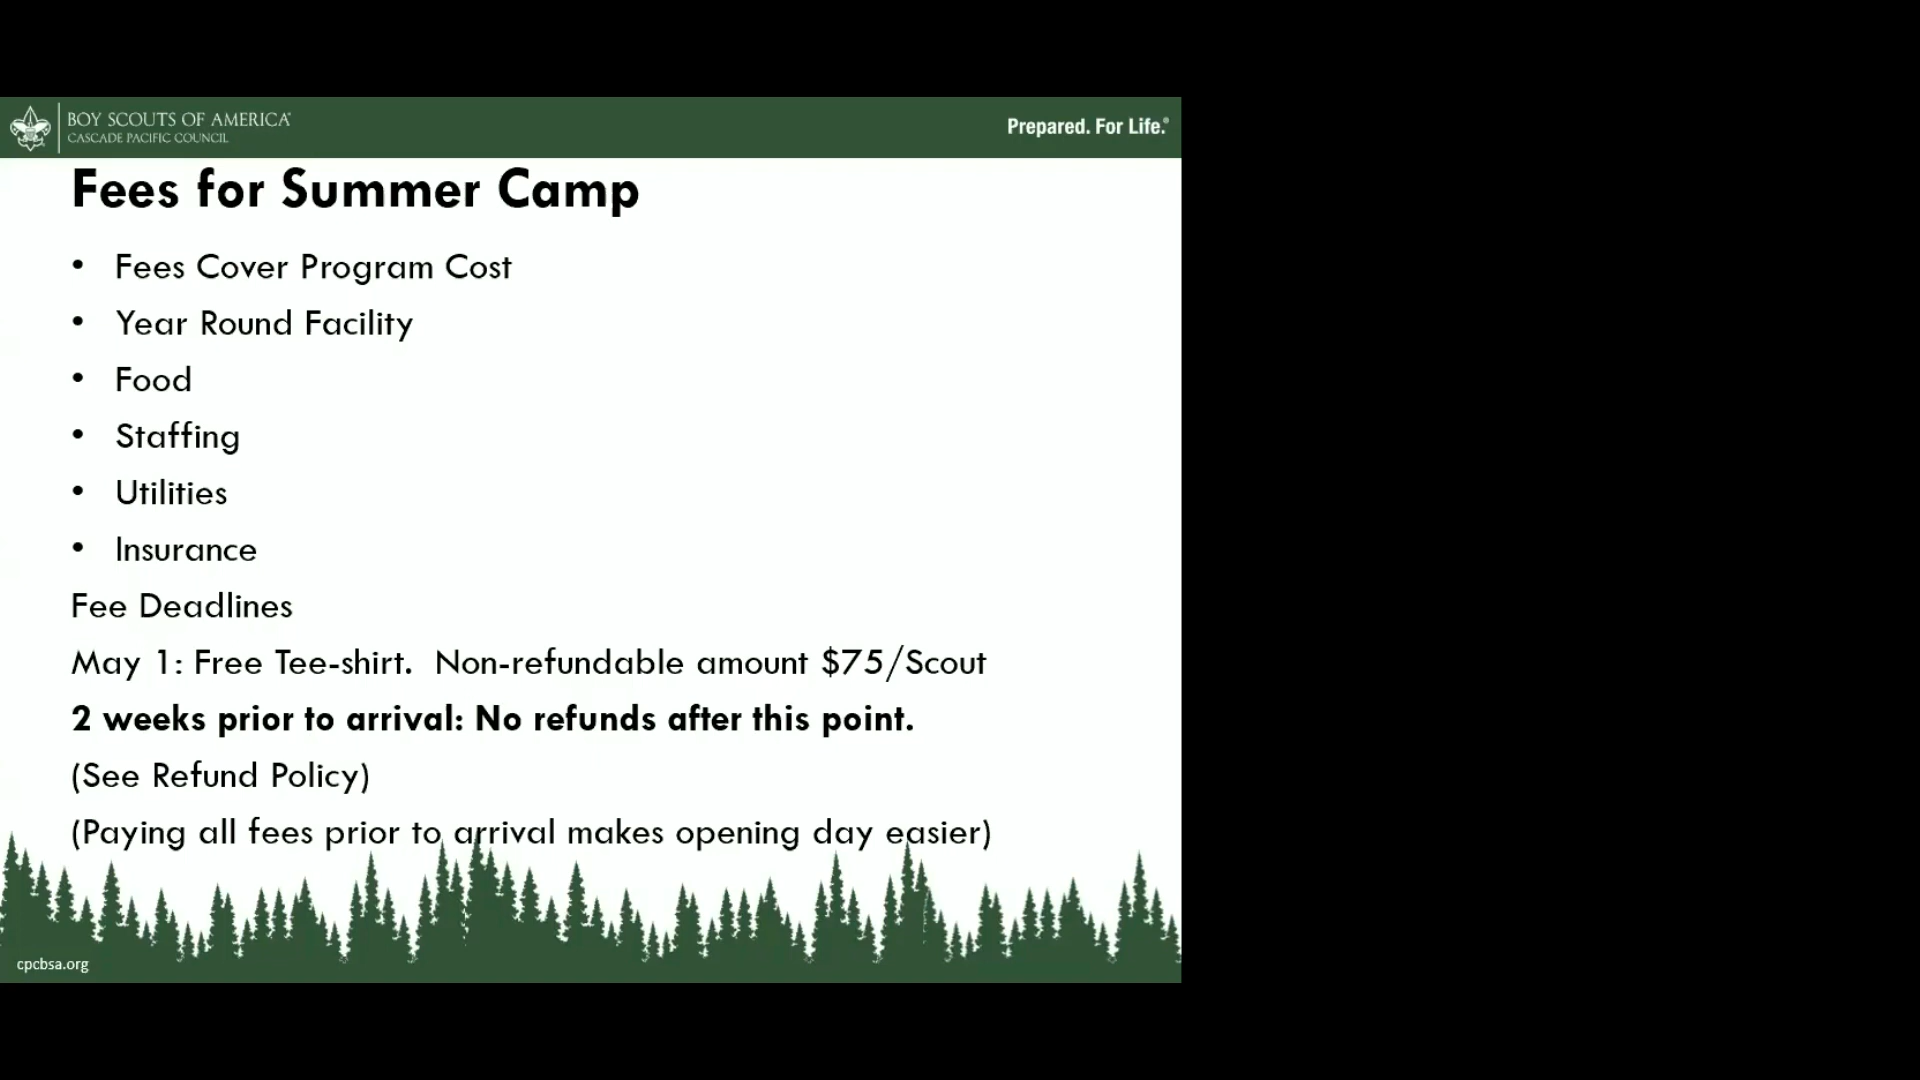 BOY SCOUTS OF AMERICA®
CASCADE PACIFIC COUNCIL
Prepared. For Life.®
Fees for Summer Camp
• Fees Cover Program Cost
• Year Round Facility
• Food
• Staffing
• Utilities
• Insurance
Fee Deadlines
May 1: Free Tee-shirt.  Non-refundable amount $75/Scout
2 weeks prior to arrival: No refunds after this point.
(See Refund Policy)
(Paying all fees prior to arrival makes opening day easier)
cpcbsa.org